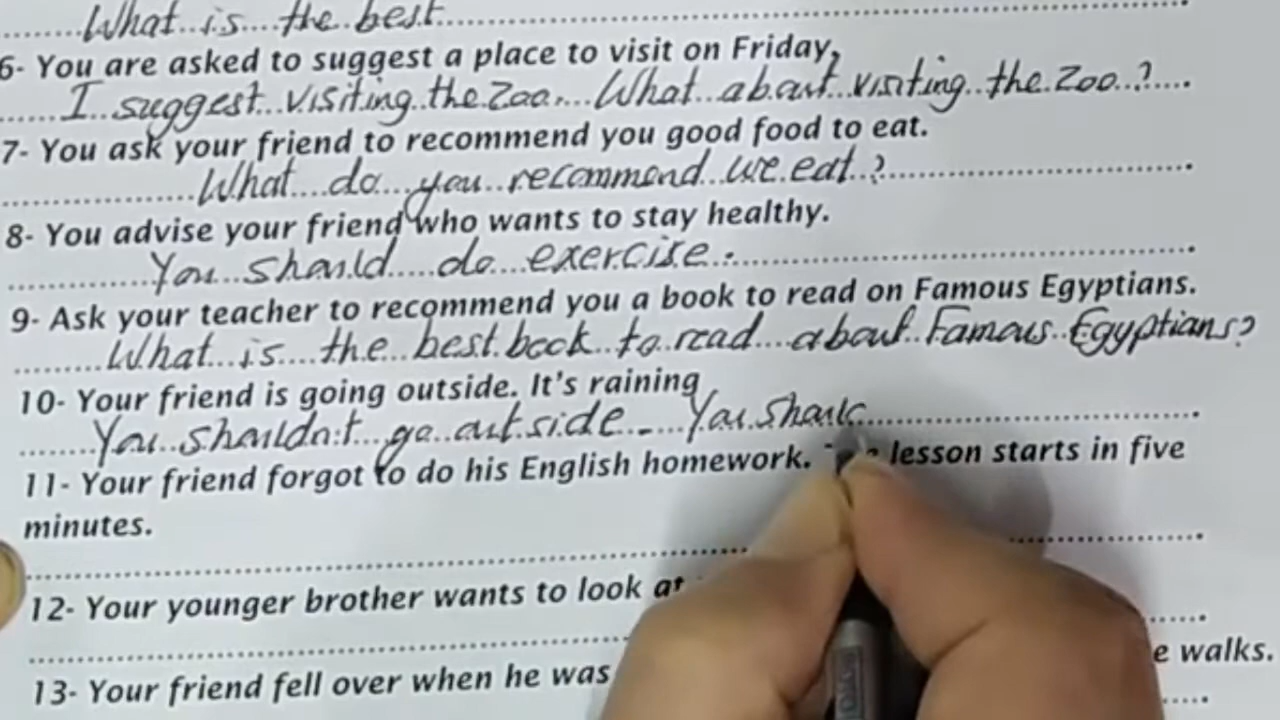 What is the best
6- You are asked to suggest a place to visit on Friday,
I suggest visiting the Zoo. What about visiting the Zoo?
7- You ask your friend to recommend you good food to eat.
What do you recommend we eat?
8- You advise your friend who wants to stay healthy.
You should do exercise.
9- Ask your teacher to recommend you a book to read on Famous Egyptians.
What is the best book to read about Famous Egyptians?
10- Your friend is going outside. It's raining
You shouldn't go outside - You shoul
11- Your friend forgot to do his English homework. lesson starts in five
minutes.
12- Your younger brother wants to look at
13- Your friend fell over when he was e walks.